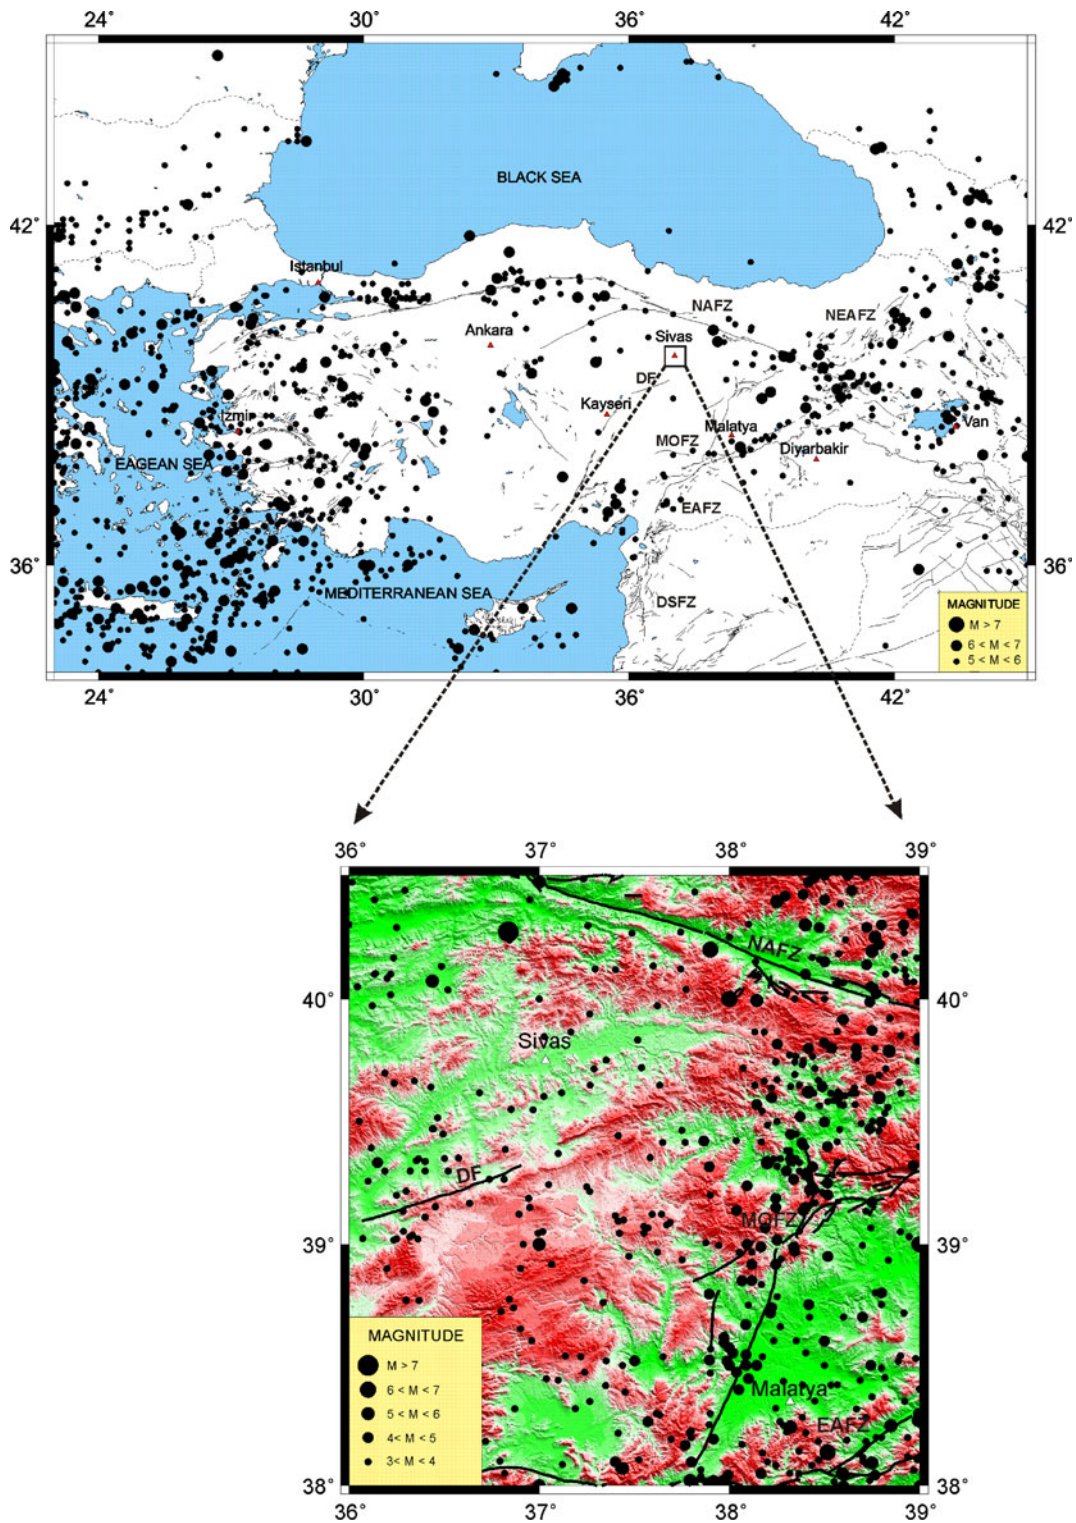 24° 30° 36° 42°
BLACK SEA
42° 42°
Istanbul
NAFZ
NEAFZ
Ankara
Sivas
DF
Kayseri
Izmir
Malatya
Van
MOFZ
Diyarbakir
EAGEAN SEA
EAFZ
36° 36°
MEDITERRANEAN SEA
DSFZ
MAGNITUDE
M > 7
6 < M < 7
5 < M < 6
24° 30° 36° 42°
36° 37° 38° 39°
NAFZ
40° 40°
Sivas
DF
MOFZ
39° 39°
MAGNITUDE
M > 7
6 < M < 7
5 < M < 6
4< M < 5
3< M < 4
Malatya
EAFZ
38° 38°
36° 37° 38° 39°